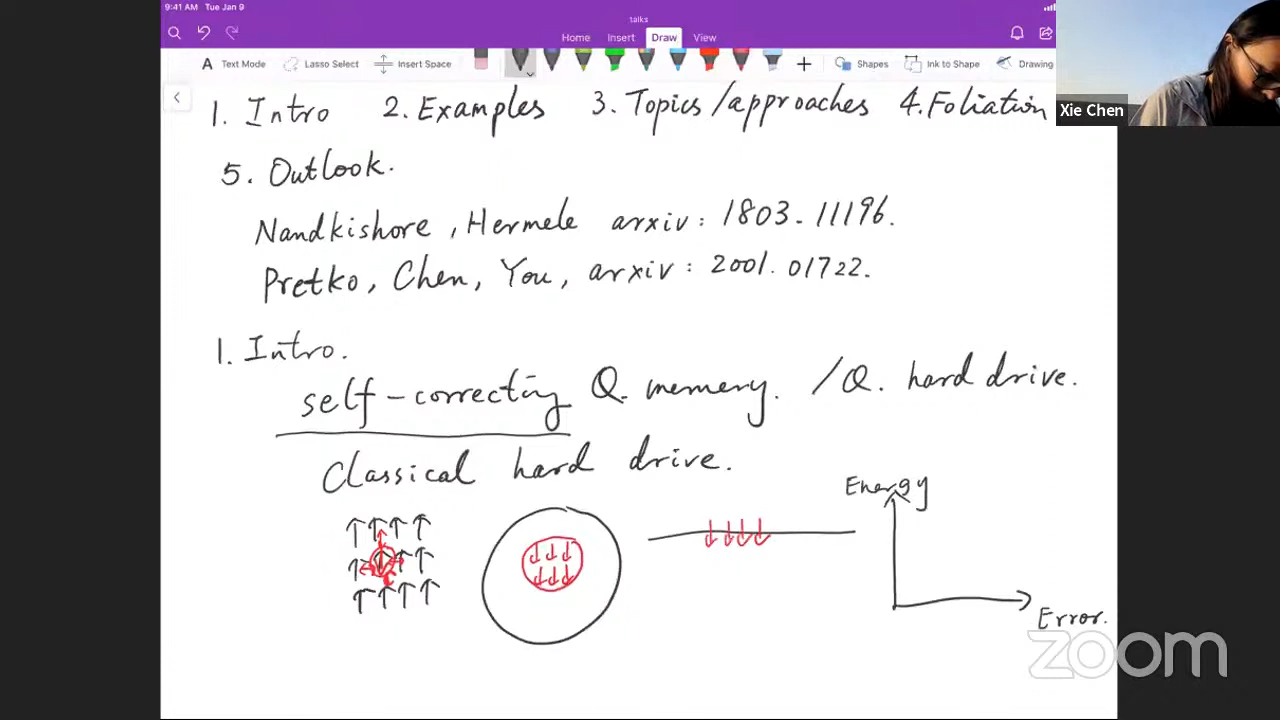 9:41 AM Tue Jan 9
talks
Home Insert Draw View
Text Mode Lasso Select Insert Space Shapes Ink to Shape Drawing
1. Intro 2. Examples 3. Topics/approaches 4. Foliation
Xie Chen
5. Outlook.
Nandkishore, Hermele arxiv: 1803.11196.
Pretko, Chen, You, arxiv: 2001.01722.
1. Intro.
self-correcting Q. memery. /Q. hard drive.
Classical hard drive.
Energy
Error.
zoom